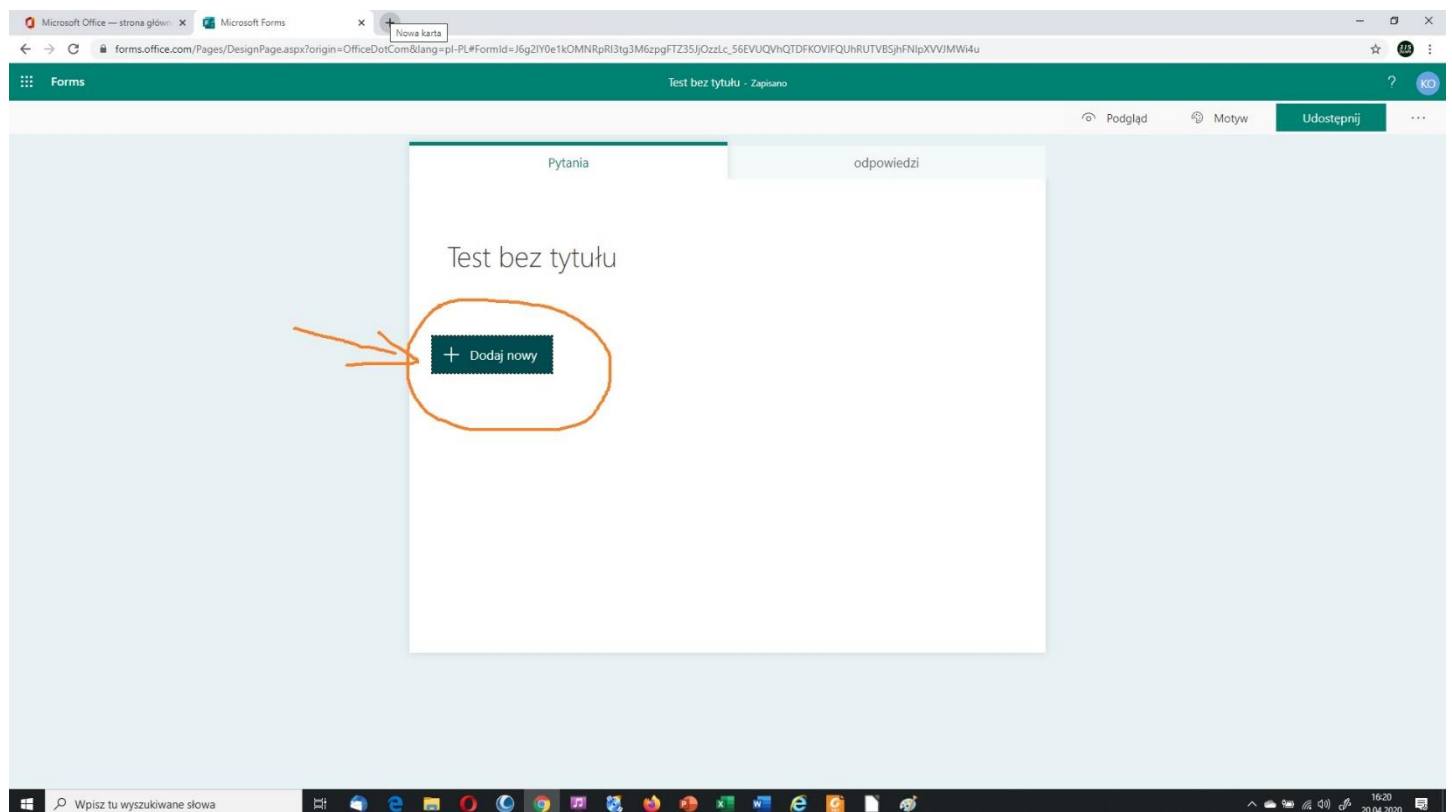 Microsoft Office — strona główn
Microsoft Forms
Nowa karta
forms.office.com/Pages/DesignPage.aspx?origin=OfficeDotCom&lang=pl-PL#FormId=J6g2lY0e1kOMNRpRI3tg3M6zpgFTZ35JjOzzLc_56EVUQVhQTDFKOVlFQUhRUTVBSjhFNlpXVVJMWi4u
Forms
Test bez tytułu - Zapisano
?
KO
Podgląd
Motyw
Udostępnij
Pytania
odpowiedzi
Test bez tytułu
+ Dodaj nowy
Wpisz tu wyszukiwane słowa
16:20
20.04.2020